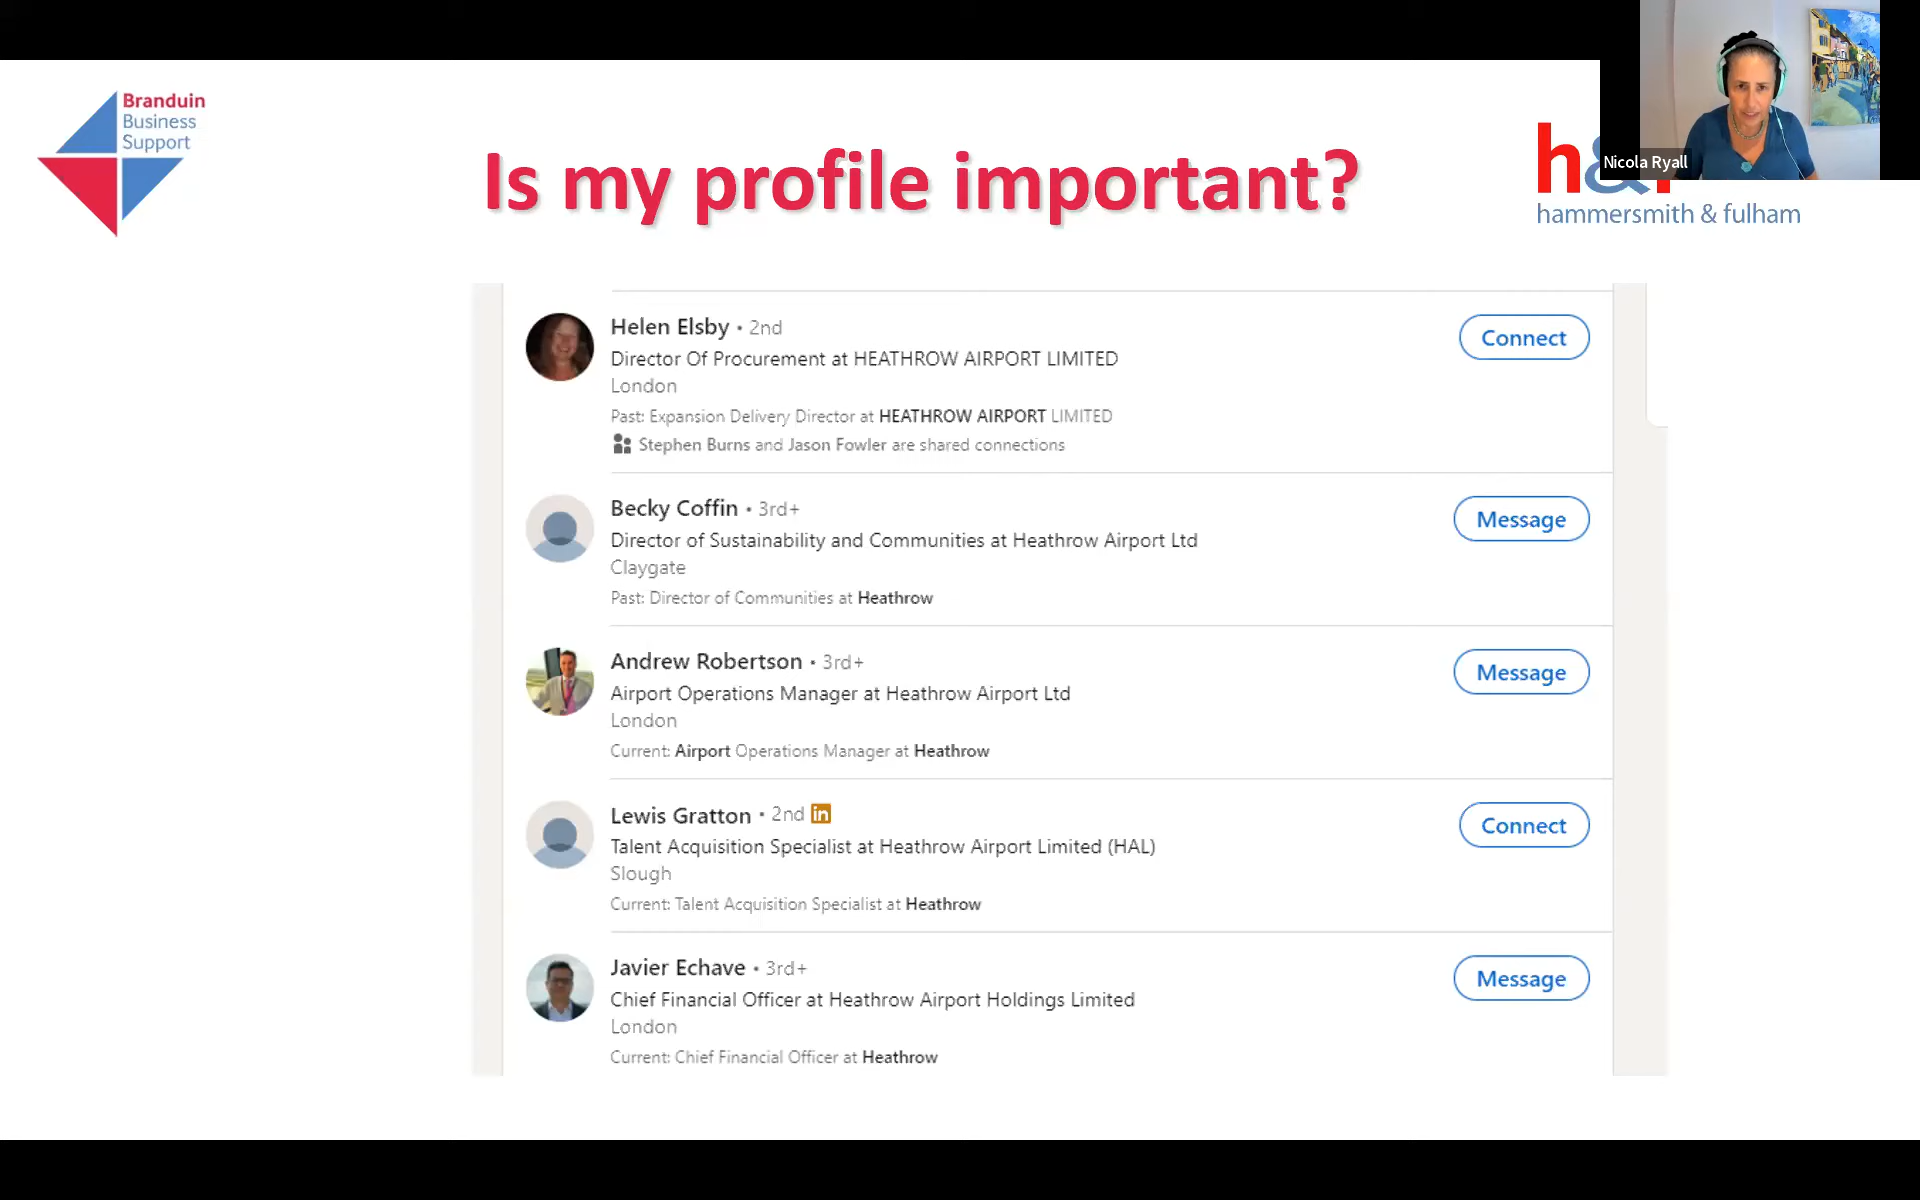 Branduin
Business
Support
Is my profile important?
Nicola Ryall
hammersmith & fulham
Helen Elsby • 2nd
Connect
Director Of Procurement at HEATHROW AIRPORT LIMITED
London
Past: Expansion Delivery Director at HEATHROW AIRPORT LIMITED
Stephen Burns and Jason Fowler are shared connections
Becky Coffin • 3rd+
Message
Director of Sustainability and Communities at Heathrow Airport Ltd
Claygate
Past: Director of Communities at Heathrow
Andrew Robertson • 3rd+
Message
Airport Operations Manager at Heathrow Airport Ltd
London
Current: Airport Operations Manager at Heathrow
Lewis Gratton • 2nd in
Connect
Talent Acquisition Specialist at Heathrow Airport Limited (HAL)
Slough
Current: Talent Acquisition Specialist at Heathrow
Javier Echave • 3rd+
Message
Chief Financial Officer at Heathrow Airport Holdings Limited
London
Current: Chief Financial Officer at Heathrow